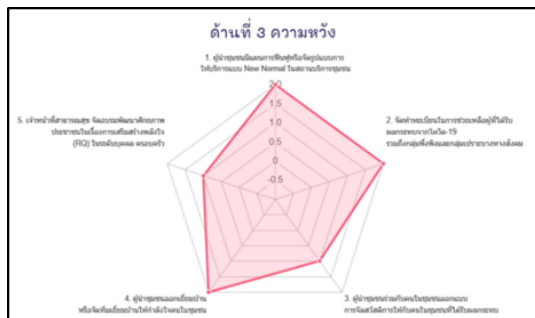 ด้านที่ 3 ความหวัง
1. ผู้นำชุมชนมีแผนการฟื้นฟูหรือจัดรูปแบบการ
ให้บริการแบบ New Normal ในสถานบริการชุมชน
2.0
1.5
1.0
0.5
0
-0.5
2. จัดทำทะเบียนในการช่วยเหลือผู้ที่ได้รับ
ผลกระทบจากโควิด-19
รวมถึงกลุ่มพึ่งพิงและกลุ่มเปราะบางทางสังคม
3. ผู้นำชุมชนร่วมกับคนในชุมชนออกแบบ
การจัดสวัสดิการให้กับคนในชุมชนที่ได้รับผลกระทบ
4. ผู้นำชุมชนออกเยี่ยมบ้าน
หรือจัดทีมเยี่ยมบ้านให้กำลังใจคนในชุมชน
5. เจ้าหน้าที่สาธารณสุข จัดอบรมพัฒนาศักยภาพ
ประชาชนในเรื่องการเสริมสร้างพลังใจ
(RQ) ในระดับบุคคล ครอบครัว